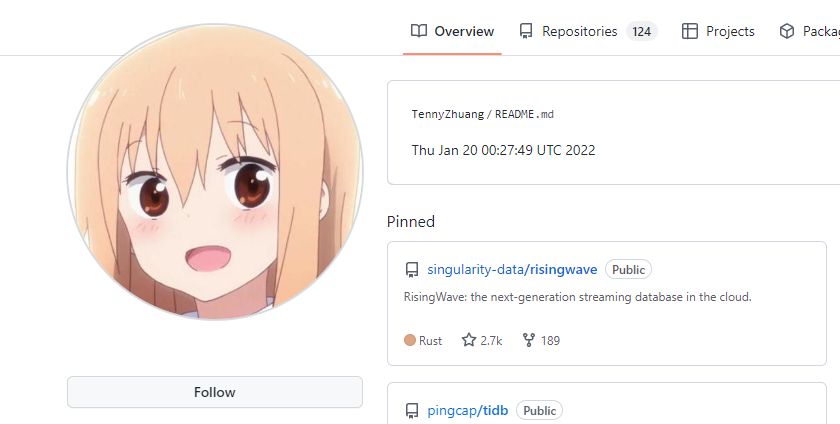 Overview Repositories 124 Projects
TennyZhuang / README.md
Thu Jan 20 00:27:49 UTC 2022
Pinned
singularity-data/risingwave Public
RisingWave: the next-generation streaming database in the cloud.
Rust 2.7k 189
Follow
pingcap/tidb Public